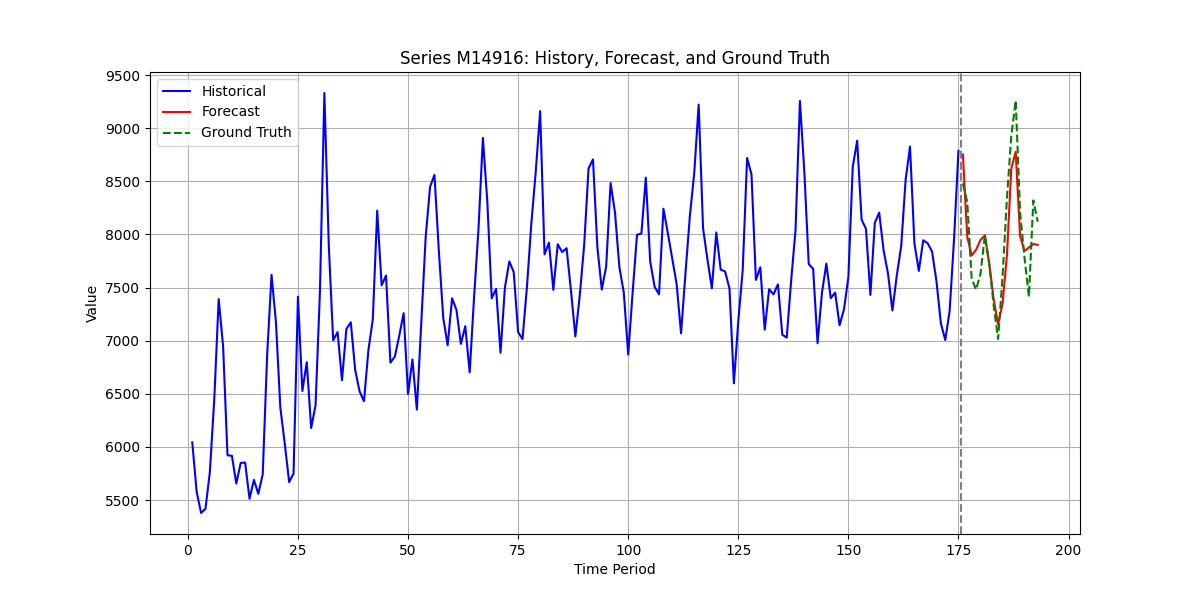 Series M14916: History, Forecast, and Ground Truth
Historical
Forecast
Ground Truth
9500
9000
8500
8000
7500
7000
6500
6000
5500
Value
0 25 50 75 100 125 150 175 200
Time Period